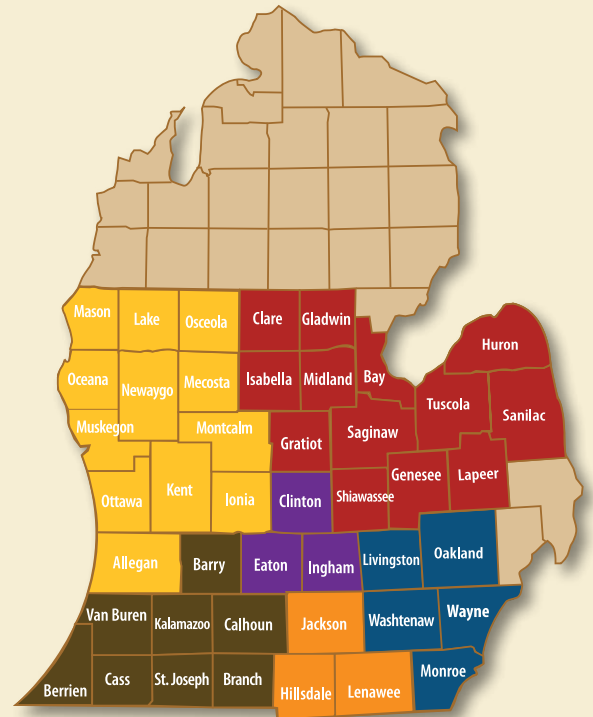 Mason
Lake
Osceola
Clare
Gladwin
Huron
Oceana
Newaygo
Mecosta
Isabella
Midland
Bay
Tuscola
Sanilac
Muskegon
Montcalm
Gratiot
Saginaw
Genesee
Lapeer
Ottawa
Kent
Ionia
Clinton
Shiawassee
Allegan
Barry
Eaton
Ingham
Livingston
Oakland
Van Buren
Kalamazoo
Calhoun
Jackson
Washtenaw
Wayne
Berrien
Cass
St. Joseph
Branch
Hillsdale
Lenawee
Monroe